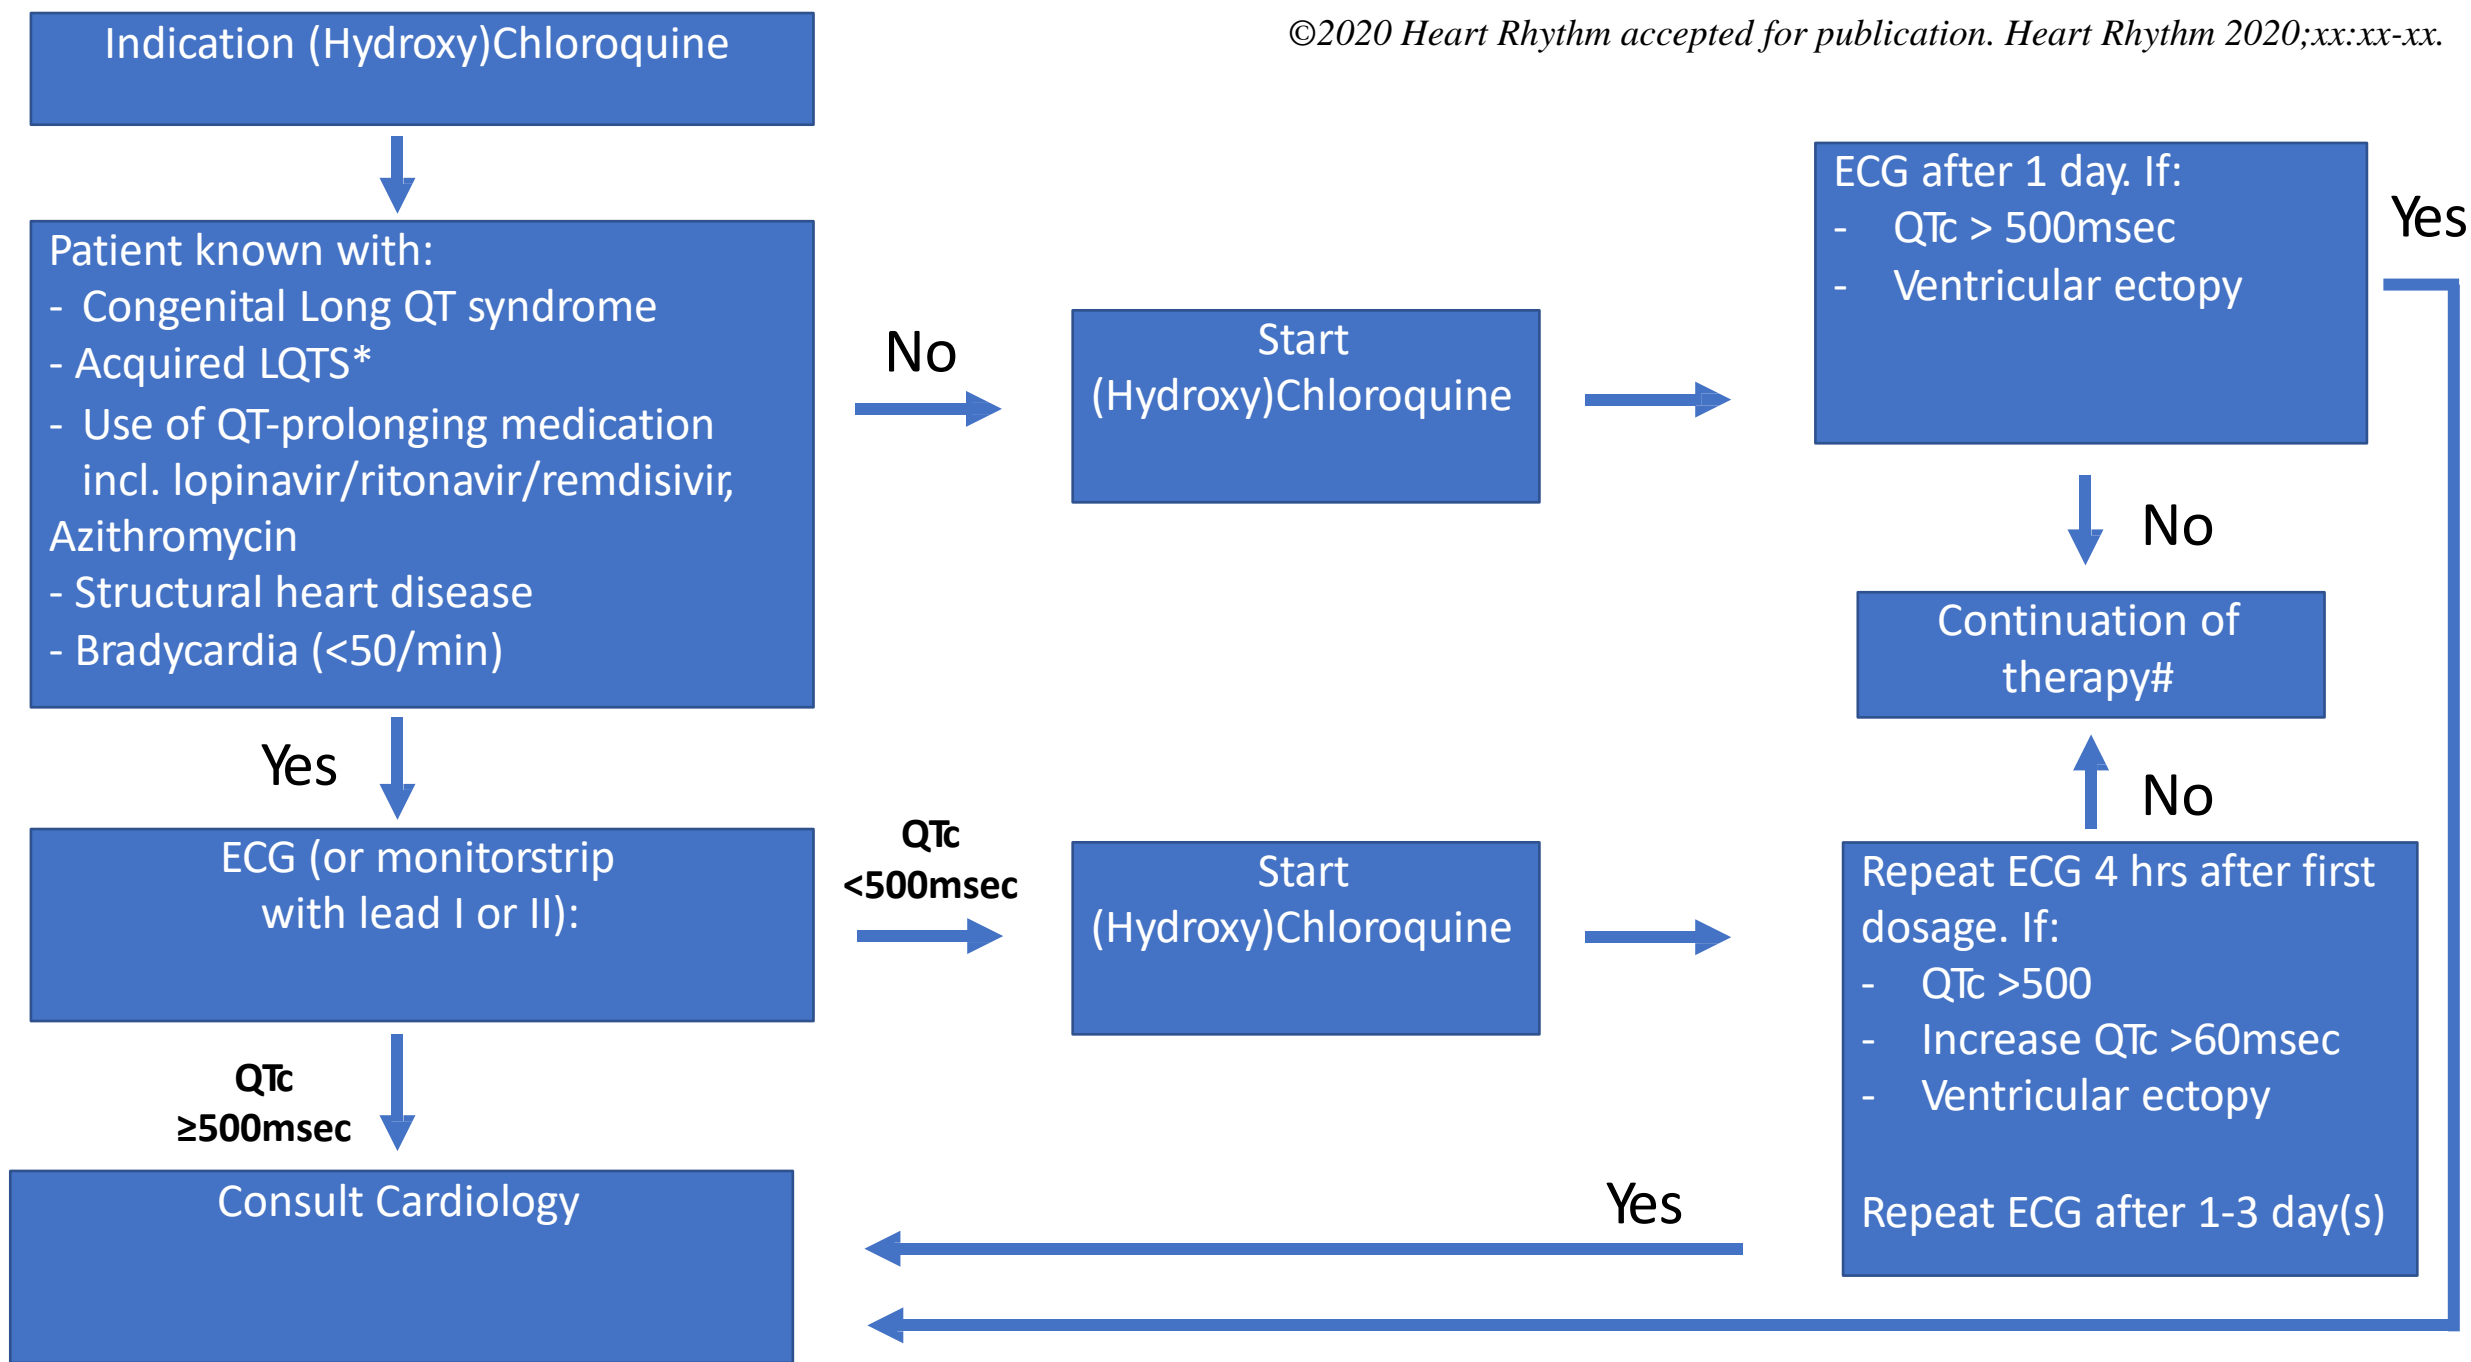 ©2020 Heart Rhythm accepted for publication. Heart Rhythm 2020;xx:xx-xx.
Indication (Hydroxy)Chloroquine
Patient known with:
- Congenital Long QT syndrome
- Acquired LQTS*
- Use of QT-prolonging medication
incl. lopinavir/ritonavir/remdisivir,
Azithromycin
- Structural heart disease
- Bradycardia (<50/min)
No
Start
(Hydroxy)Chloroquine
ECG after 1 day. If:
- QTc > 500msec
- Ventricular ectopy
Yes
No
Continuation of
therapy#
Yes
ECG (or monitorstrip
with lead I or II):
QTc
<500msec
Start
(Hydroxy)Chloroquine
No
Repeat ECG 4 hrs after first
dosage. If:
- QTc >500
- Increase QTc >60msec
- Ventricular ectopy
Repeat ECG after 1-3 day(s)
Yes
QTc
≥500msec
Consult Cardiology